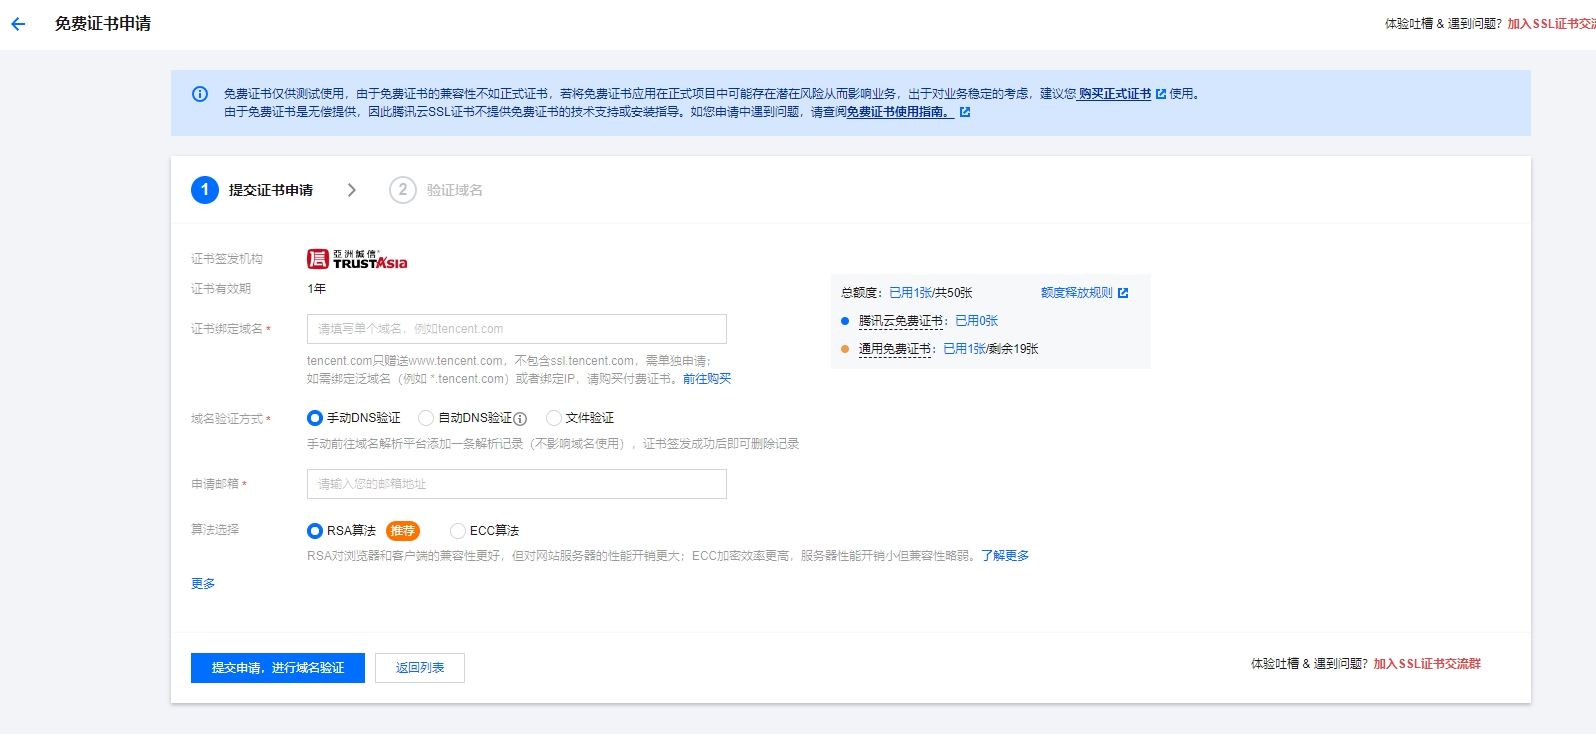 免费证书申请
体验吐槽 & 遇到问题? 加入SSL证书交流
免费证书仅供测试使用，由于免费证书的兼容性不如正式证书，若将免费证书应用在正式项目中可能存在潜在风险从而影响业务，出于对业务稳定的考虑，建议您 购买正式证书 使用。
由于免费证书是无偿提供，因此腾讯云SSL证书不提供免费证书的技术支持或安装指导。如您申请中遇到问题，请查阅免费证书使用指南。
1 提交证书申请 2 验证域名
证书签发机构 信 亞洲誠信 TRUSTAsia
证书有效期 1年
总额度：已用1张/共50张 额度释放规则
腾讯云免费证书：已用0张
通用免费证书：已用1张/剩余19张
证书绑定域名 * 请填写单个域名，例如tencent.com
tencent.com只赠送www.tencent.com，不包含ssl.tencent.com，需单独申请；
如需绑定泛域名（例如 *.tencent.com）或者绑定IP，请购买付费证书。前往购买
域名验证方式 * 手动DNS验证 自动DNS验证 文件验证
手动前往域名解析平台添加一条解析记录（不影响域名使用），证书签发成功后即可删除记录
申请邮箱 * 请输入您的邮箱地址
算法选择 RSA算法 推荐 ECC算法
RSA对浏览器和客户端的兼容性更好，但对网站服务器的性能开销更大；ECC加密效率更高，服务器性能开销小但兼容性略弱。了解更多
更多
提交申请，进行域名验证 返回列表
体验吐槽 & 遇到问题? 加入SSL证书交流群